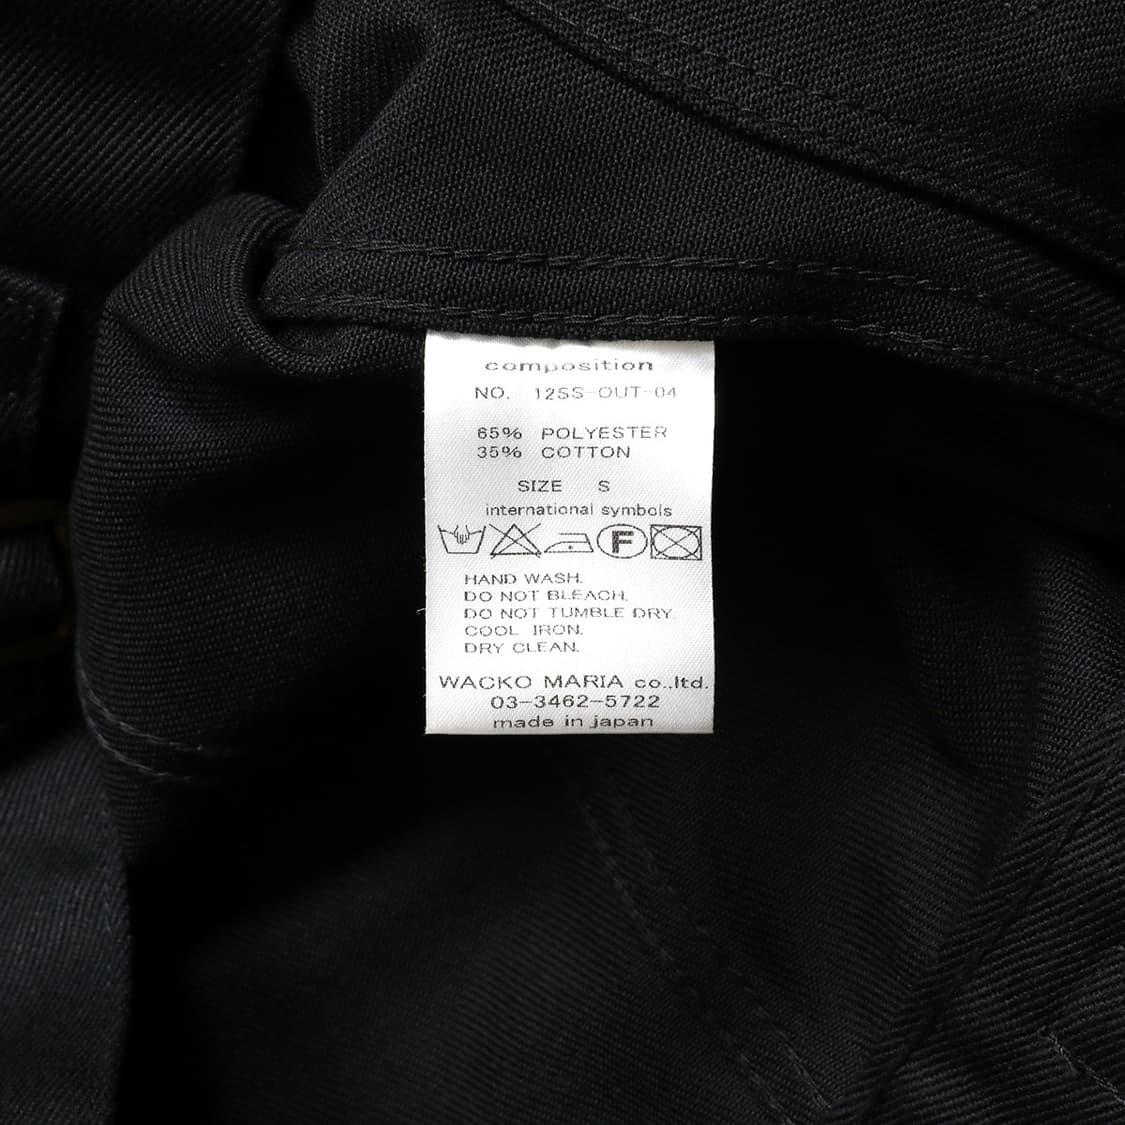 composition
NO. 12SS-OUT-04
65% POLYESTER
35% COTTON
SIZE S
international symbols
F
HAND WASH.
DO NOT BLEACH.
DO NOT TUMBLE DRY.
COOL IRON.
DRY CLEAN.
WACKO MARIA co.,ltd.
03-3462-5722
made in japan